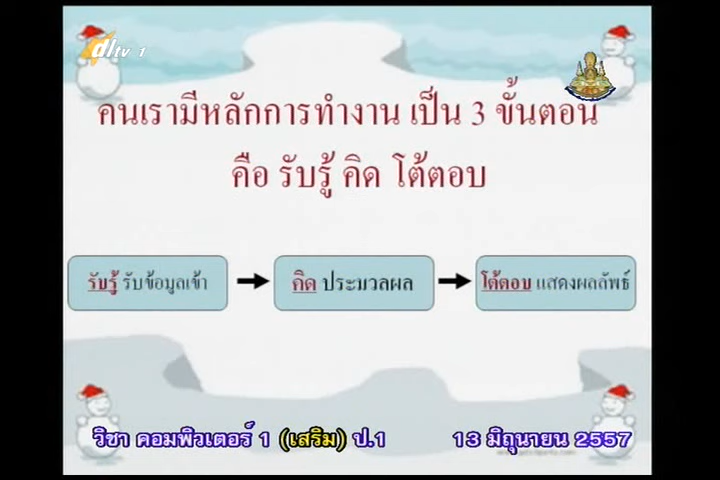 dltv 1
คนเรามีหลักการทำงาน เป็น 3 ขั้นตอน
คือ รับรู้ คิด โต้ตอบ
รับรู้ รับข้อมูลเข้า
คิด ประมวลผล
โต้ตอบ แสดงผลลัพธ์
วิชา คอมพิวเตอร์ 1 (เสริม) ป.1
13 มิถุนายน 2557